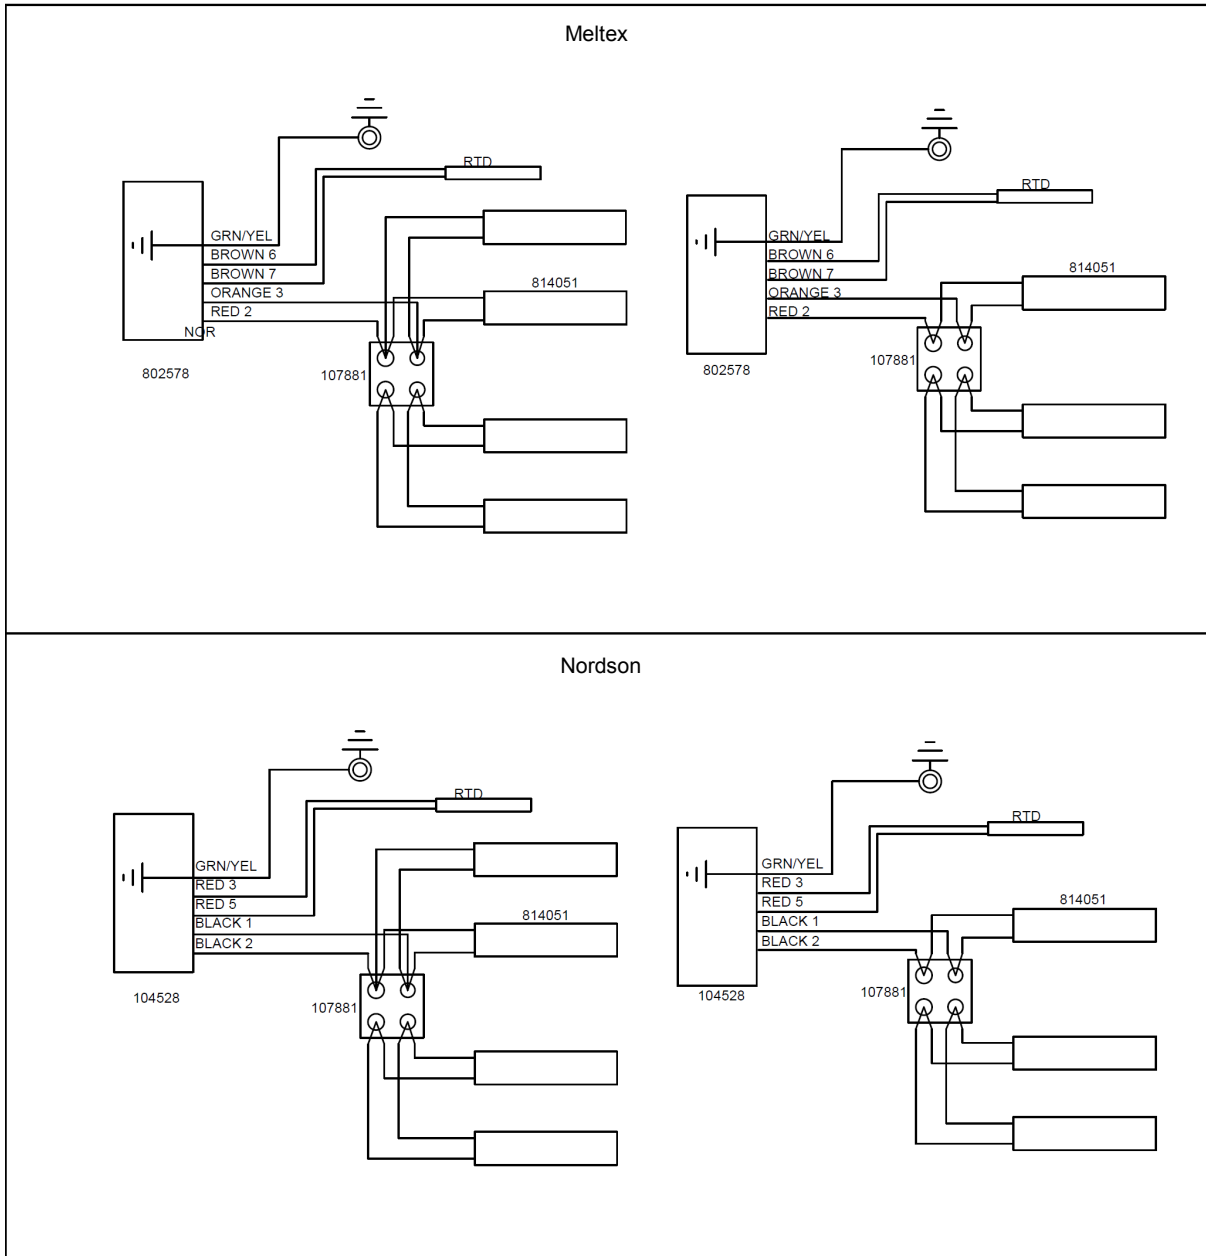 Meltex
RTD
GRN/YEL
BROWN 6
BROWN 7
ORANGE 3
RED 2
NOR
802578
814051
107881
RTD
GRN/YEL
BROWN 6
BROWN 7
ORANGE 3
RED 2
802578
814051
107881
Nordson
RTD
GRN/YEL
RED 3
RED 5
BLACK 1
BLACK 2
104528
814051
107881
RTD
GRN/YEL
RED 3
RED 5
BLACK 1
BLACK 2
104528
814051
107881